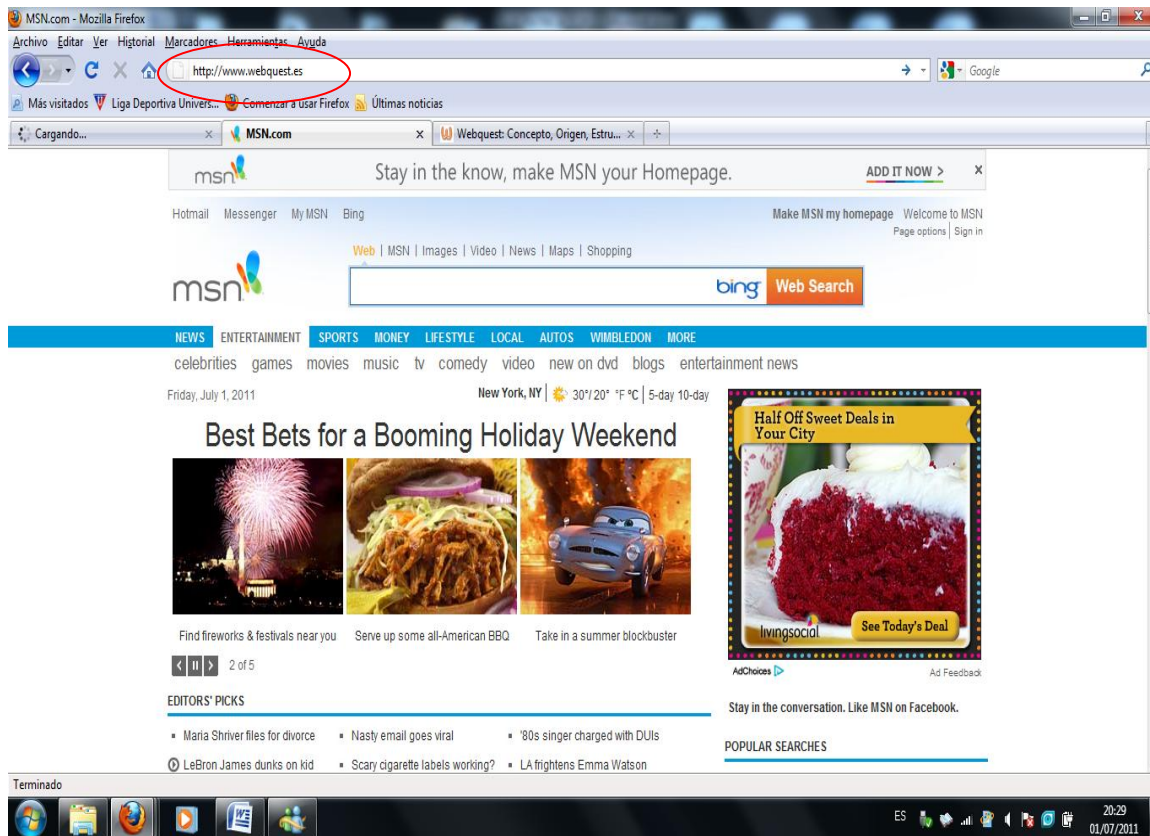 MSN.com - Mozilla Firefox
Archivo Editar Ver Historial Marcadores Herramientas Ayuda
http://www.webquest.es
Google
Más visitados Liga Deportiva Univers... Comenzar a usar Firefox Últimas noticias
Cargando... MSN.com Webquest: Concepto, Origen, Estru...
msn Stay in the know, make MSN your Homepage. ADD IT NOW > X
Hotmail Messenger My MSN Bing Make MSN my homepage Welcome to MSN
Page options | Sign in
Web | MSN | Images | Video | News | Maps | Shopping
msn bing Web Search
NEWS ENTERTAINMENT SPORTS MONEY LIFESTYLE LOCAL AUTOS WIMBLEDON MORE
celebrities games movies music tv comedy video new on dvd blogs entertainment news
Friday, July 1, 2011 New York, NY | 30°/20° °F °C | 5-day 10-day
Best Bets for a Booming Holiday Weekend
Find fireworks & festivals near you Serve up some all-American BBQ Take in a summer blockbuster
2 of 5
Half Off Sweet Deals in
Your City
livingsocial See Today's Deal
AdChoices Ad Feedback
EDITORS' PICKS
Maria Shriver files for divorce Nasty email goes viral '80s singer charged with DUIs
LeBron James dunks on kid Scary cigarette labels working? LA frightens Emma Watson
Stay in the conversation. Like MSN on Facebook.
POPULAR SEARCHES
Terminado
ES 20:29
01/07/2011